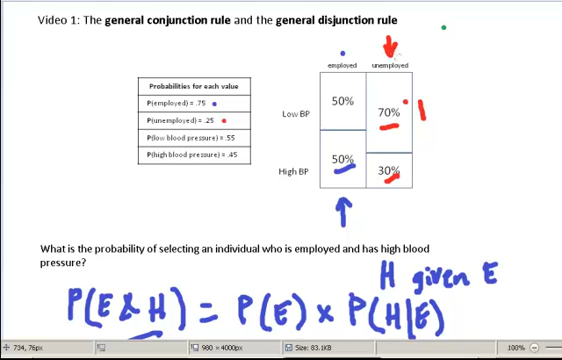 Video 1: The general conjunction rule and the general disjunction rule
employed
unemployed
Probabilities for each value
P(employed) = .75
P(unemployed) = .25
P(low blood pressure) = .55
P(high blood pressure) = .45
Low BP
50%
70%
High BP
50%
30%
What is the probability of selecting an individual who is employed and has high blood
pressure?
H given E
P(E & H) = P(E) × P(H|E)
734, 76px
980 × 4000px
Size: 83.1KB
100%